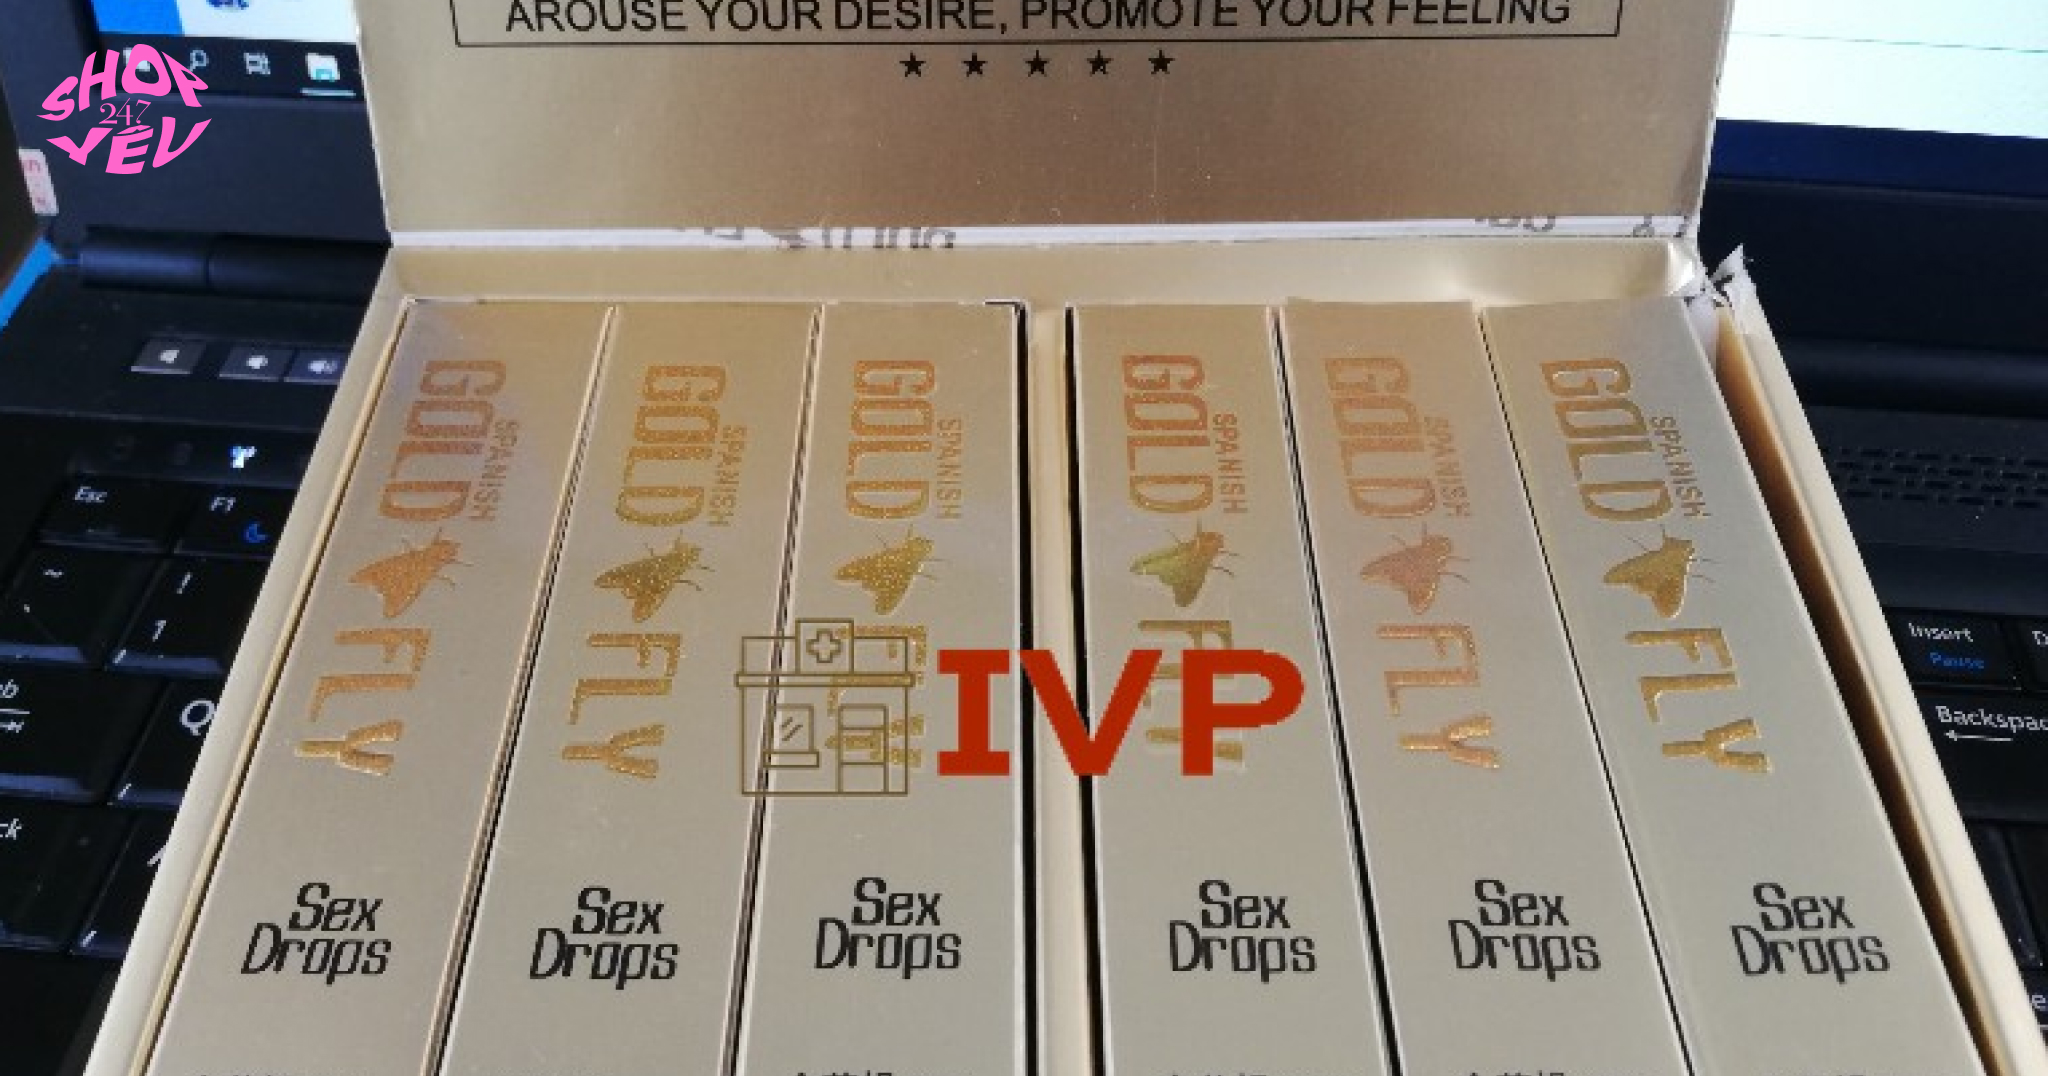 AROUSE YOUR DESIRE, PROMOTE YOUR FEELING
★ ★ ★ ★ ★
SHOP
247
YÊU
SPANISH
GOLD FLY
SPANISH
GOLD FLY
SPANISH
GOLD
SPANISH
GOLD FLY
SPANISH
GOLD FLY
SPANISH
GOLD FLY
IVP
Sex
Drops
Sex
Drops
Sex
Drops
Sex
Drops
Sex
Drops
Sex
Drops
Esc
F1
~
!
1
Q
Insert
Pause